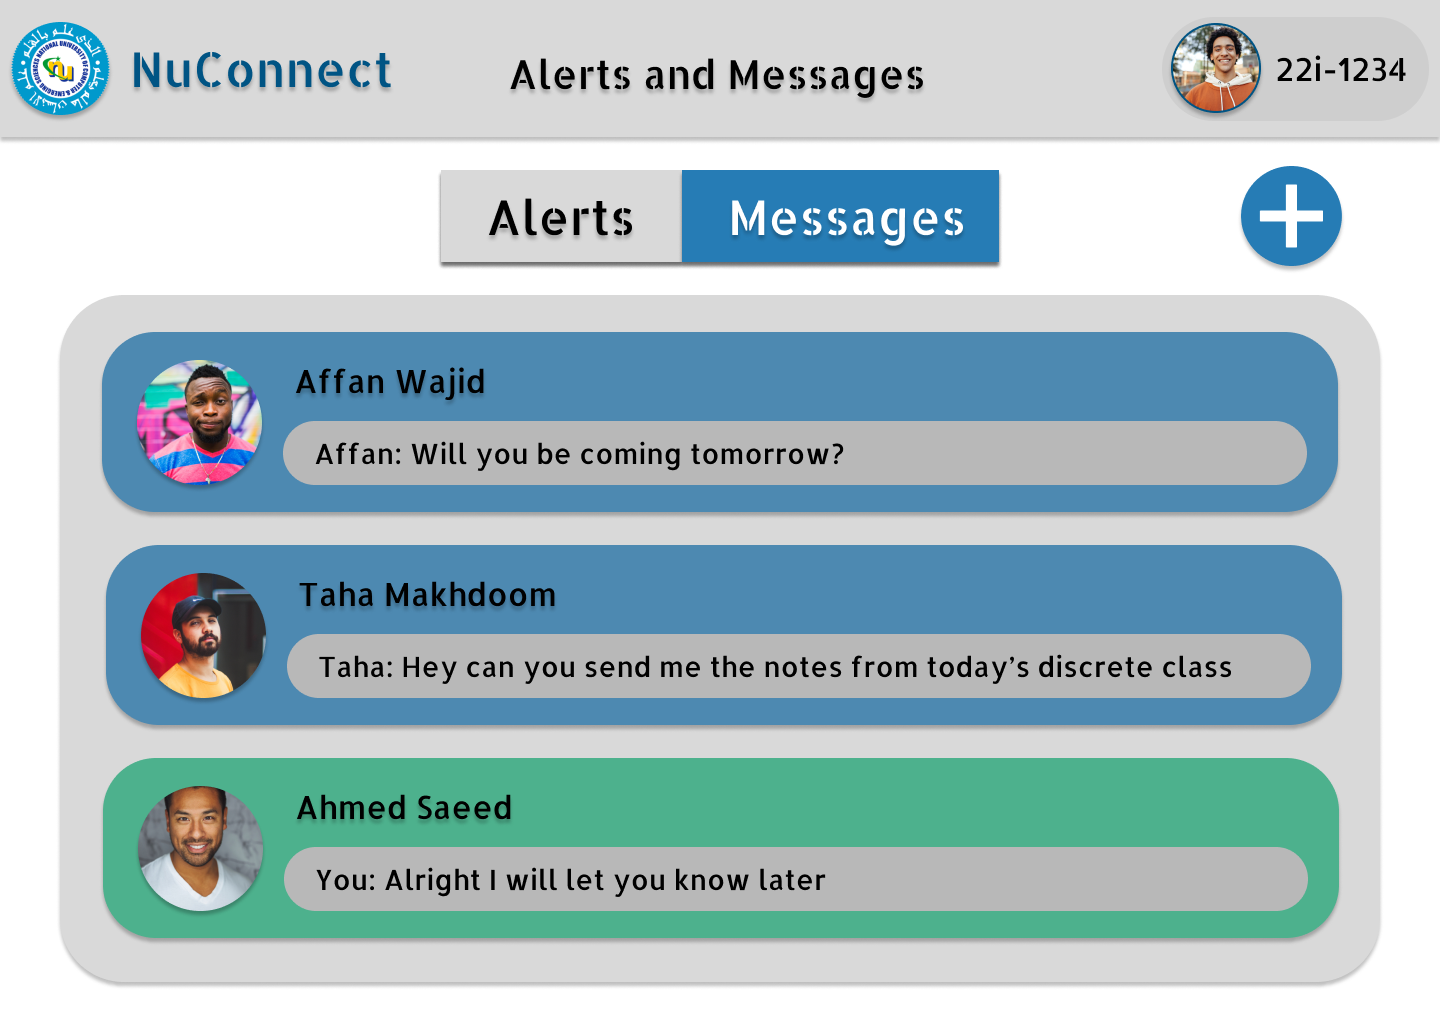 NuConnect
Alerts and Messages
22i-1234
Alerts
Messages
Affan Wajid
Affan: Will you be coming tomorrow?
Taha Makhdoom
Taha: Hey can you send me the notes from today’s discrete class
Ahmed Saeed
You: Alright I will let you know later